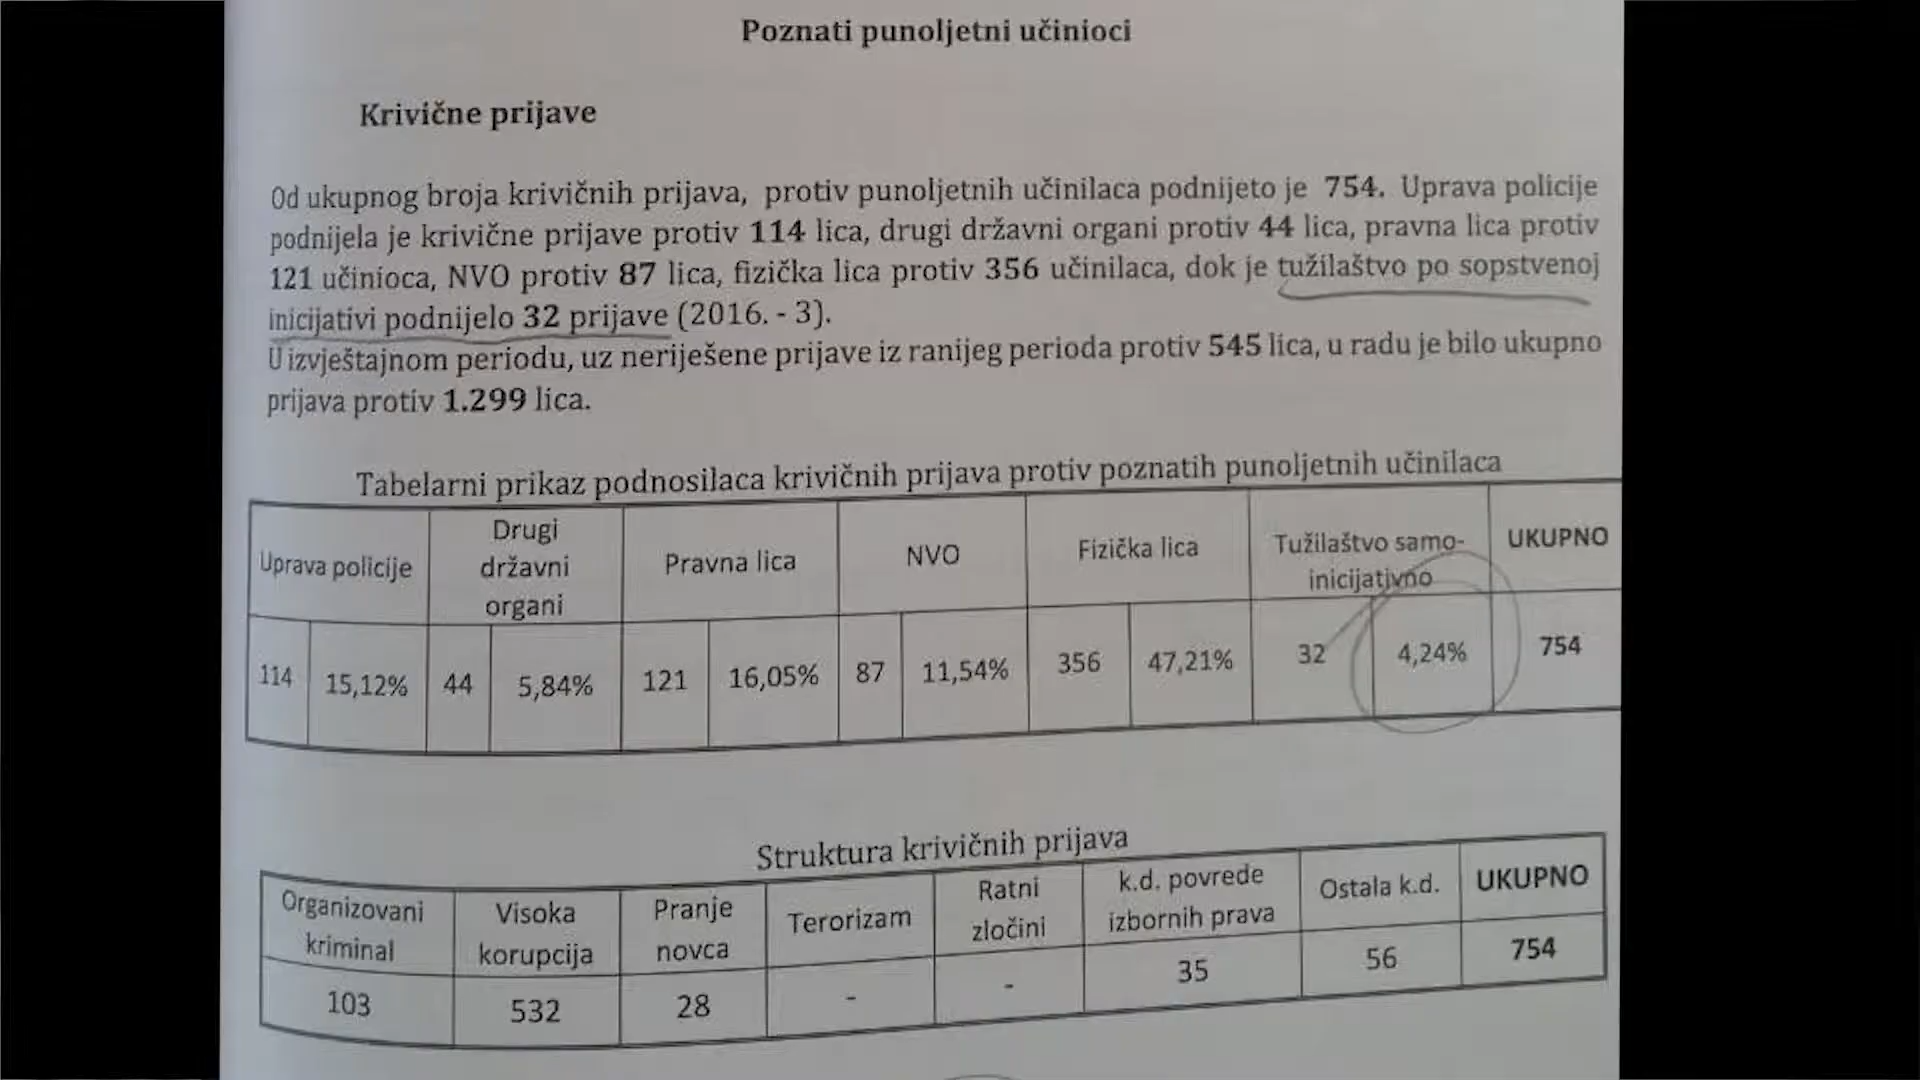 Poznati punoljetni učinioci
Krivične prijave
Od ukupnog broja krivičnih prijava, protiv punoljetnih učinilaca podnijeto je 754. Uprava policije
podnijela je krivične prijave protiv 114 lica, drugi državni organi protiv 44 lica, pravna lica protiv
121 učinioca, NVO protiv 87 lica, fizička lica protiv 356 učinilaca, dok je tužilaštvo po sopstvenoj
inicijativi podnijelo 32 prijave (2016. - 3).
U izvještajnom periodu, uz neriješene prijave iz ranijeg perioda protiv 545 lica, u radu je bilo ukupno
prijava protiv 1.299 lica.
Tabelarni prikaz podnosilaca krivičnih prijava protiv poznatih punoljetnih učinilaca
Uprava policije
Drugi
državni
organi
Pravna lica
NVO
Fizička lica
Tužilaštvo samo-
inicijativno
UKUPNO
114 15,12% 44 5,84% 121 16,05% 87 11,54% 356 47,21% 32 4,24% 754
Struktura krivičnih prijava
Organizovani
kriminal
Visoka
korupcija
Pranje
novca
Terorizam
Ratni
zločini
k.d. povrede
izbornih prava
Ostala k.d.
UKUPNO
103 532 28 - - 35 56 754